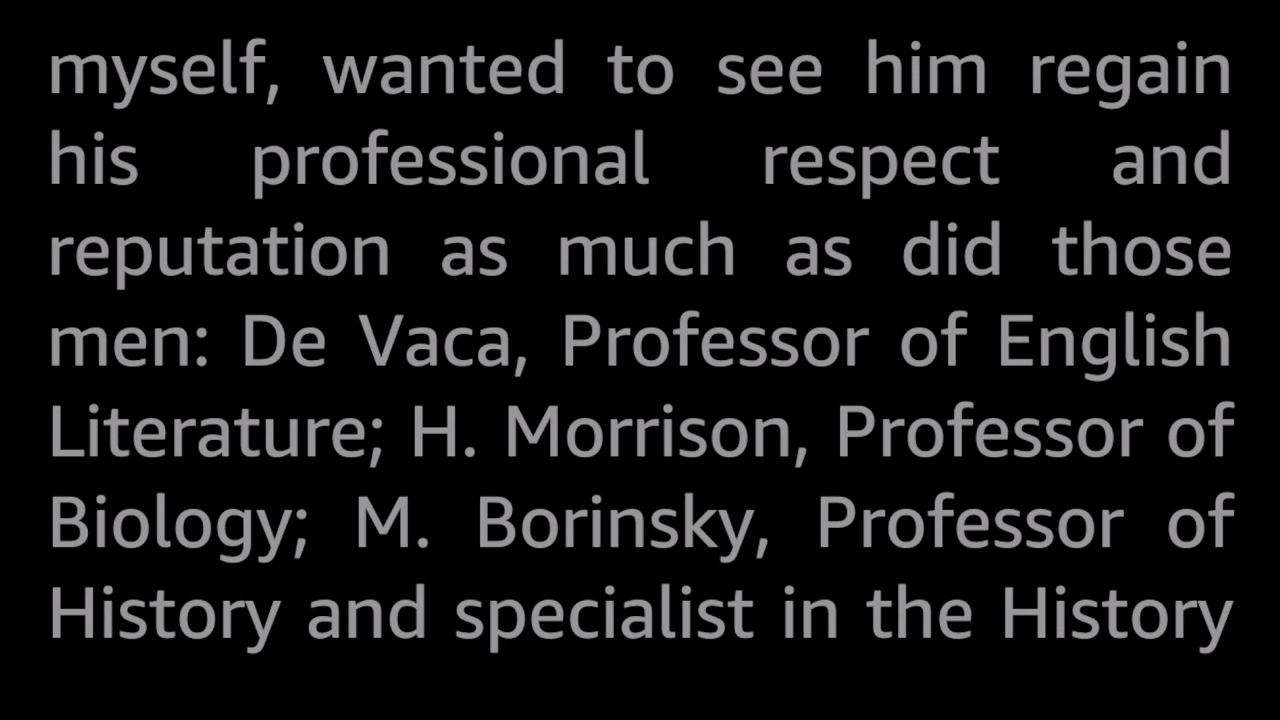 myself, wanted to see him regain
his professional respect and
reputation as much as did those
men: De Vaca, Professor of English
Literature; H. Morrison, Professor of
Biology; M. Borinsky, Professor of
History and specialist in the History